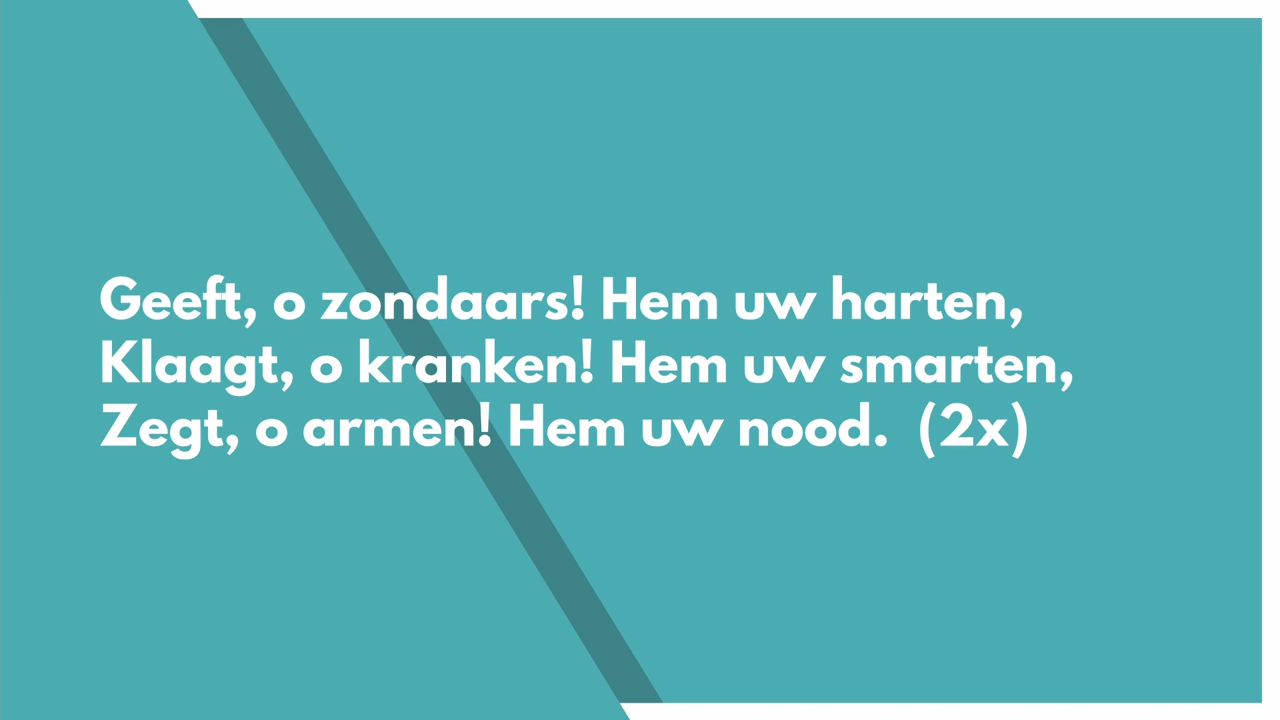 Geeft, o zondaars! Hem uw harten,
Klaagt, o kranken! Hem uw smarten,
Zegt, o armen! Hem uw nood. (2x)